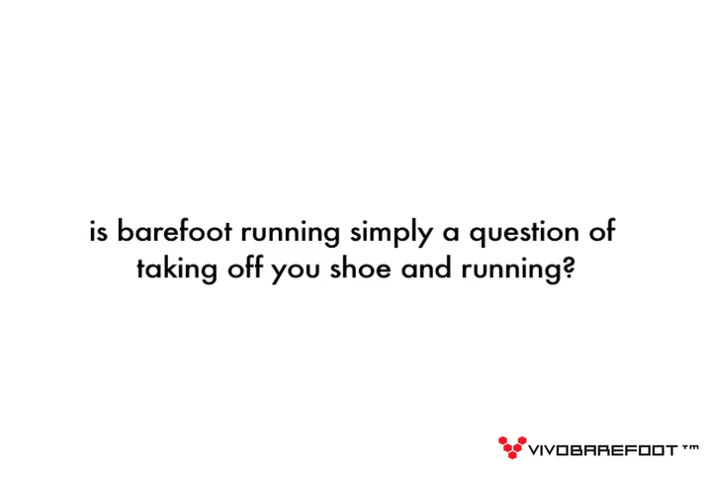 is barefoot running simply a question of
taking off you shoe and running?
VIVOBAREFOOT™